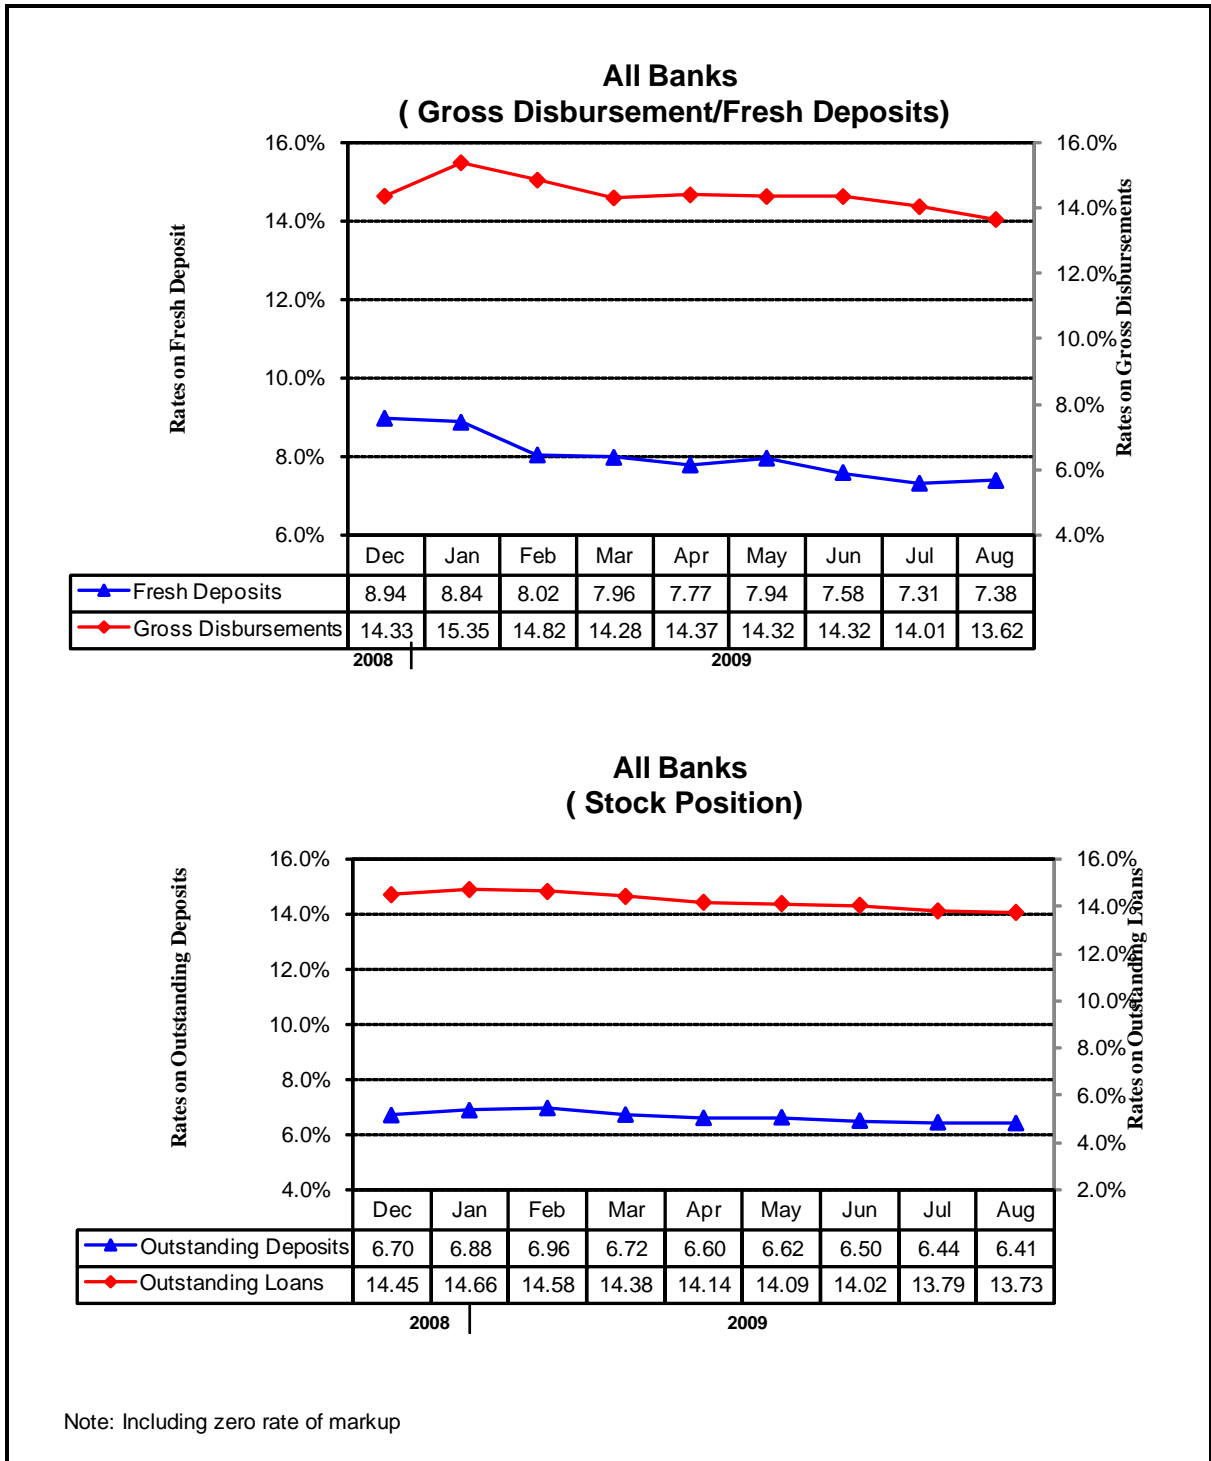 All Banks
( Gross Disbursement/Fresh Deposits)
Rates on Fresh Deposit
16.0%
14.0%
12.0%
10.0%
8.0%
6.0%
16.0%
14.0%
12.0%
10.0%
8.0%
6.0%
4.0%
Rates on Gross Disbursements
Dec Jan Feb Mar Apr May Jun Jul Aug
Fresh Deposits 8.94 8.84 8.02 7.96 7.77 7.94 7.58 7.31 7.38
Gross Disbursements 14.33 15.35 14.82 14.28 14.37 14.32 14.32 14.01 13.62
2008 2009
All Banks
( Stock Position)
Rates on Outstanding Deposits
16.0%
14.0%
12.0%
10.0%
8.0%
6.0%
4.0%
16.0%
14.0%
12.0%
10.0%
8.0%
6.0%
4.0%
2.0%
Rates on Outstanding Loans
Dec Jan Feb Mar Apr May Jun Jul Aug
Outstanding Deposits 6.70 6.88 6.96 6.72 6.60 6.62 6.50 6.44 6.41
Outstanding Loans 14.45 14.66 14.58 14.38 14.14 14.09 14.02 13.79 13.73
2008 2009
Note: Including zero rate of markup